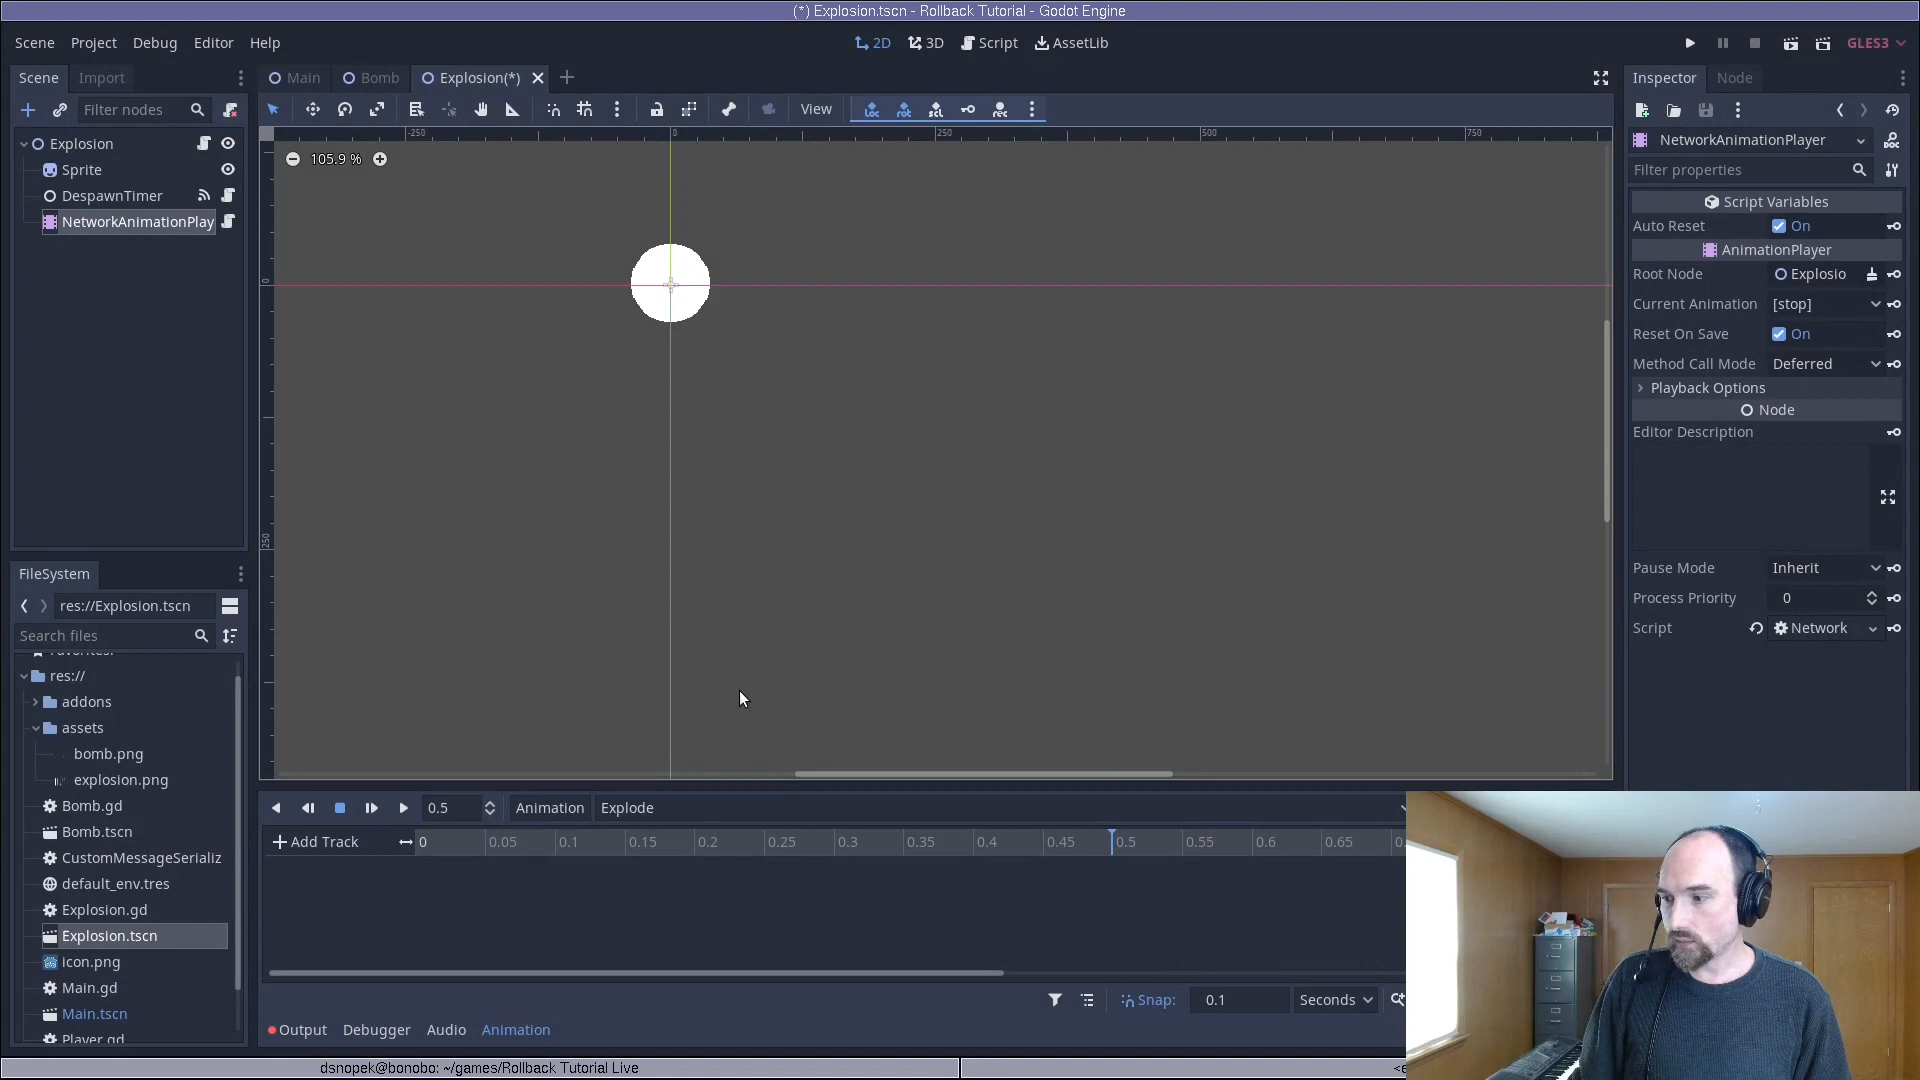 (*) Explosion.tscn - Rollback Tutorial - Godot Engine
Scene Project Debug Editor Help
2D 3D Script AssetLib
GLES3
Scene Import
Main Bomb Explosion(*)
Inspector Node
Filter nodes
View
Explosion
Sprite
DespawnTimer
NetworkAnimationPlay
-250 0 250 500 750
105.9 %
0
250
NetworkAnimationPlayer
Filter properties
Script Variables
Auto Reset On
AnimationPlayer
Root Node Explosio
Current Animation [stop]
Reset On Save On
Method Call Mode Deferred
Playback Options
Node
Editor Description
Pause Mode Inherit
Process Priority 0
Script Network
FileSystem
res://Explosion.tscn
Search files
res://
addons
assets
bomb.png
explosion.png
Bomb.gd
Bomb.tscn
CustomMessageSerializ
default_env.tres
Explosion.gd
Explosion.tscn
icon.png
Main.gd
Main.tscn
Player.gd
0.5 Animation Explode
Add Track 0 0.05 0.1 0.15 0.2 0.25 0.3 0.35 0.4 0.45 0.5 0.55 0.6 0.65
Snap: 0.1 Seconds
Output Debugger Audio Animation
dsnopek@bonobo: ~/games/Rollback Tutorial Live